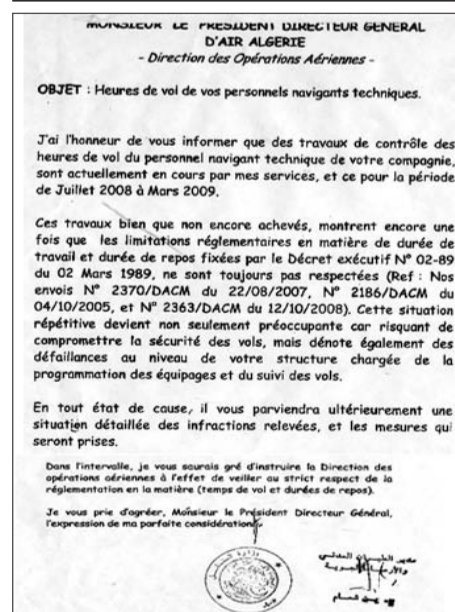 MONSIEUR LE PRESIDENT DIRECTEUR GENERAL
D'AIR ALGERIE
- Direction des Opérations Aériennes -
OBJET : Heures de vol de vos personnels navigants techniques.
J'ai l'honneur de vous informer que des travaux de contrôle des
heures de vol du personnel navigant technique de votre compagnie,
sont actuellement en cours par mes services, et ce pour la période
de Juillet 2008 à Mars 2009.
Ces travaux bien que non encore achevés, montrent encore une
fois que les limitations réglementaires en matière de durée de
travail et durée de repos fixées par le Décret exécutif N° 02-89
du 02 Mars 1989, ne sont toujours pas respectées (Ref : Nos
envois N° 2370/DACM du 22/08/2007, N° 2186/DACM du
04/10/2005, et N° 2363/DACM du 12/10/2008). Cette situation
répétitive devient non seulement préoccupante car risquant de
compromettre la sécurité des vols, mais dénote également des
défaillances au niveau de votre structure chargée de la
programmation des équipages et du suivi des vols.
En tout état de cause, il vous parviendra ultérieurement une
situation détaillée des infractions relevées, et les mesures qui
seront prises.
Dans l'intervalle, je vous saurais gré d'instruire la Direction des
opérations aériennes à l'effet de veiller au strict respect de la
réglementation en la matière (temps de vol et durées de repos).
Je vous prie d'agréer, Monsieur le Président Directeur Général,
l'expression de ma parfaite considération.
مدير الطيران المدني